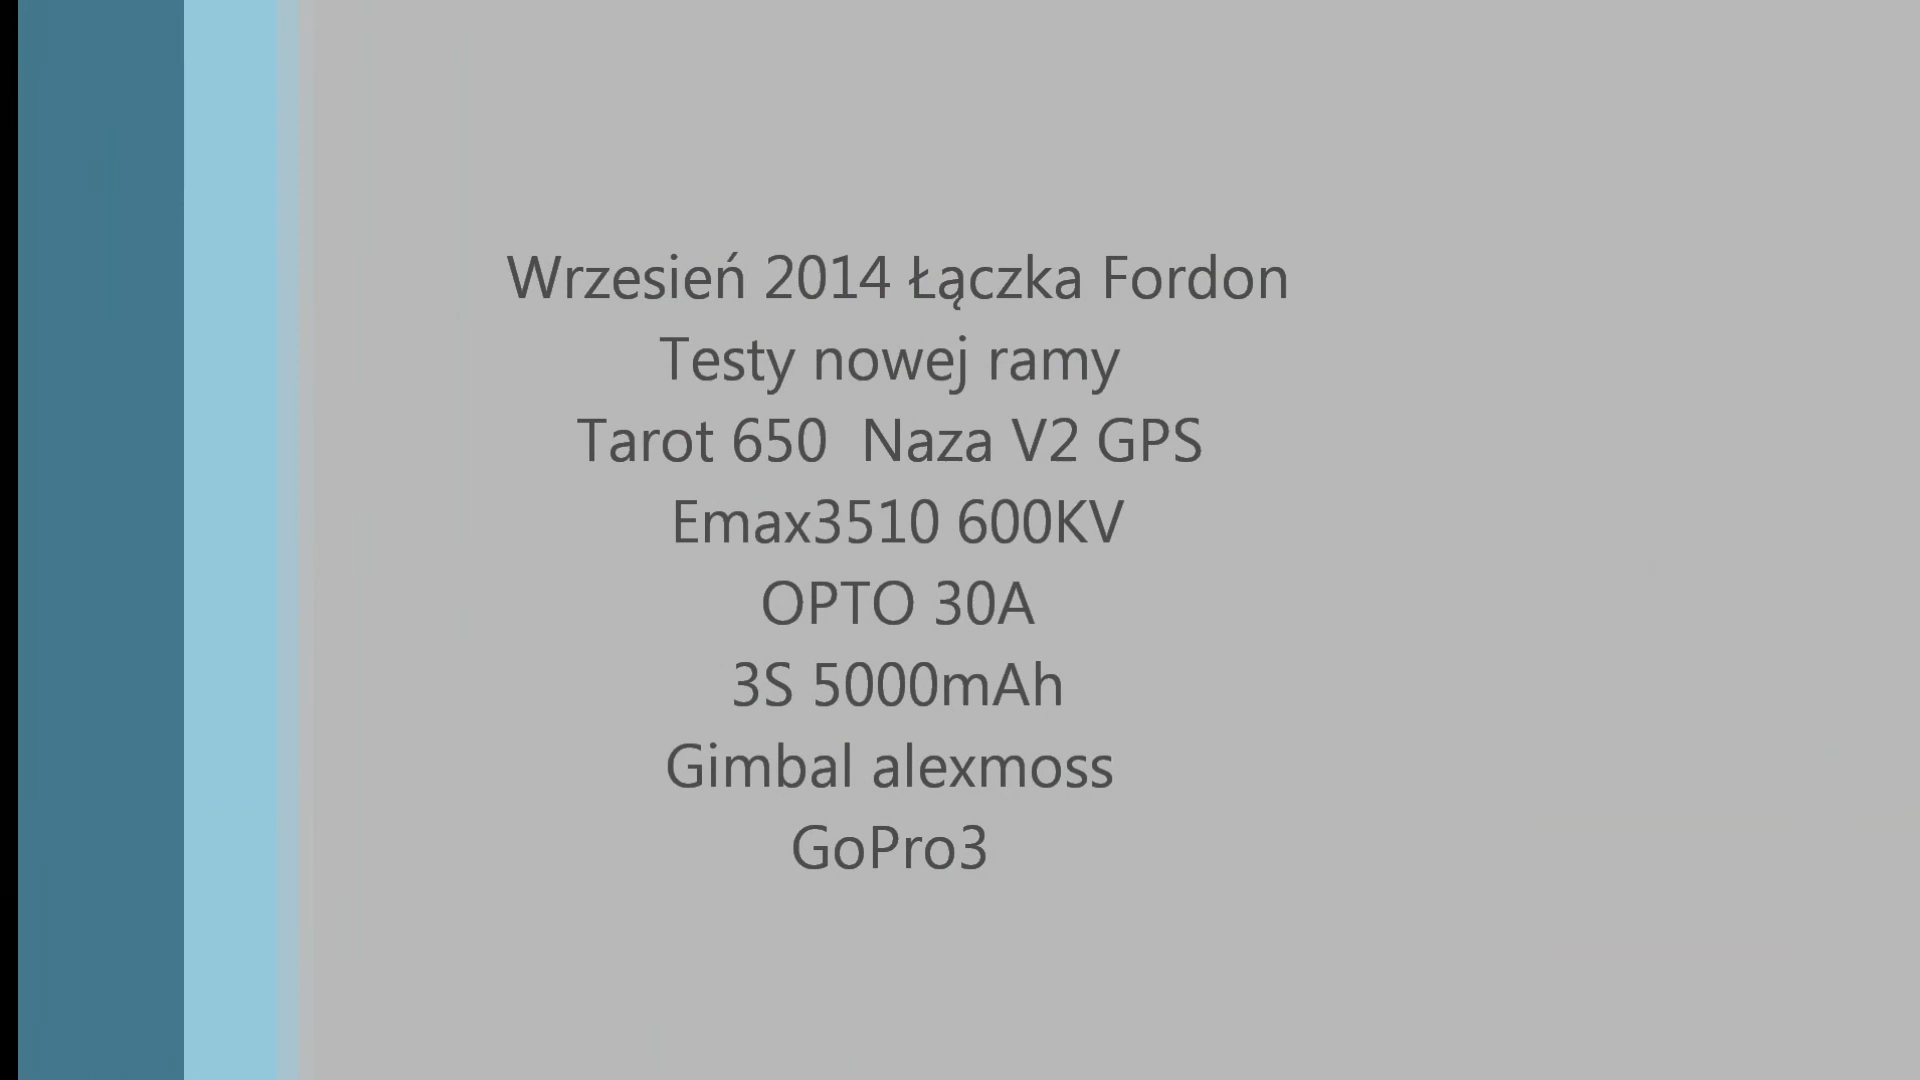 Wrzesień 2014 Łączka Fordon
Testy nowej ramy
Tarot 650  Naza V2 GPS
Emax3510 600KV
OPTO 30A
3S 5000mAh
Gimbal alexmoss
GoPro3